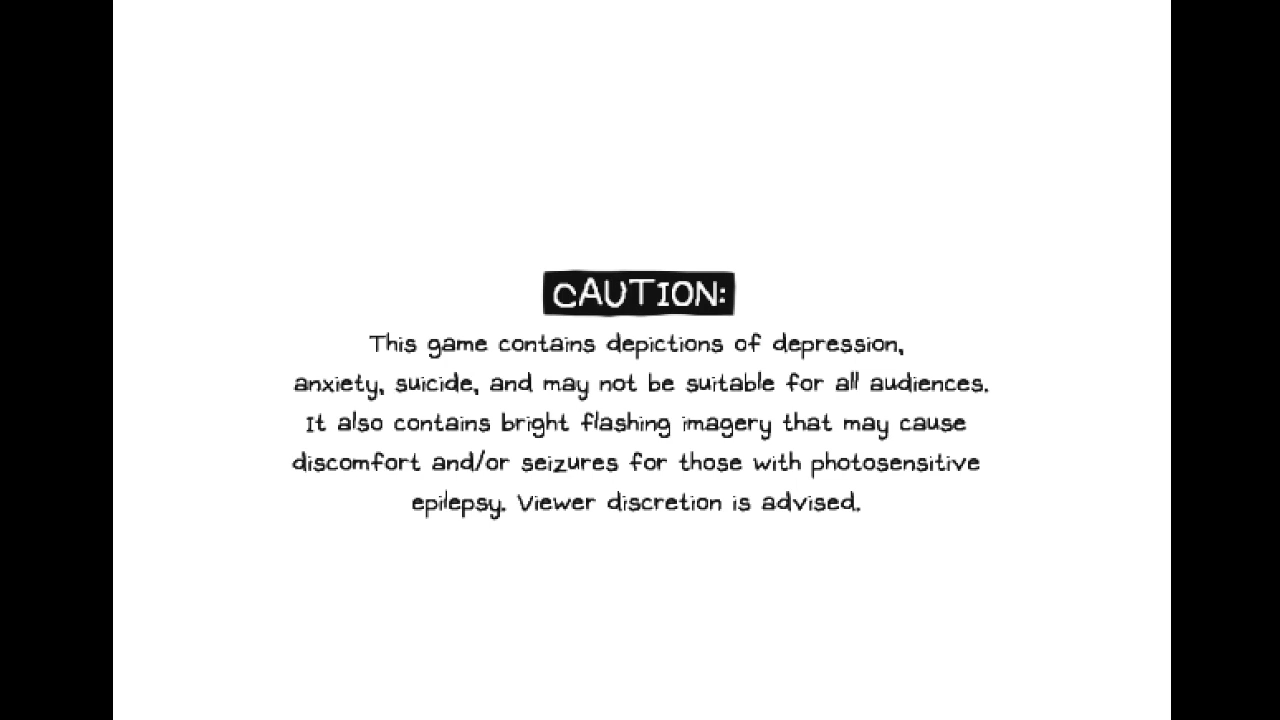 CAUTION:
This game contains depictions of depression,
anxiety, suicide, and may not be suitable for all audiences.
It also contains bright flashing imagery that may cause
discomfort and/or seizures for those with photosensitive
epilepsy. Viewer discretion is advised.